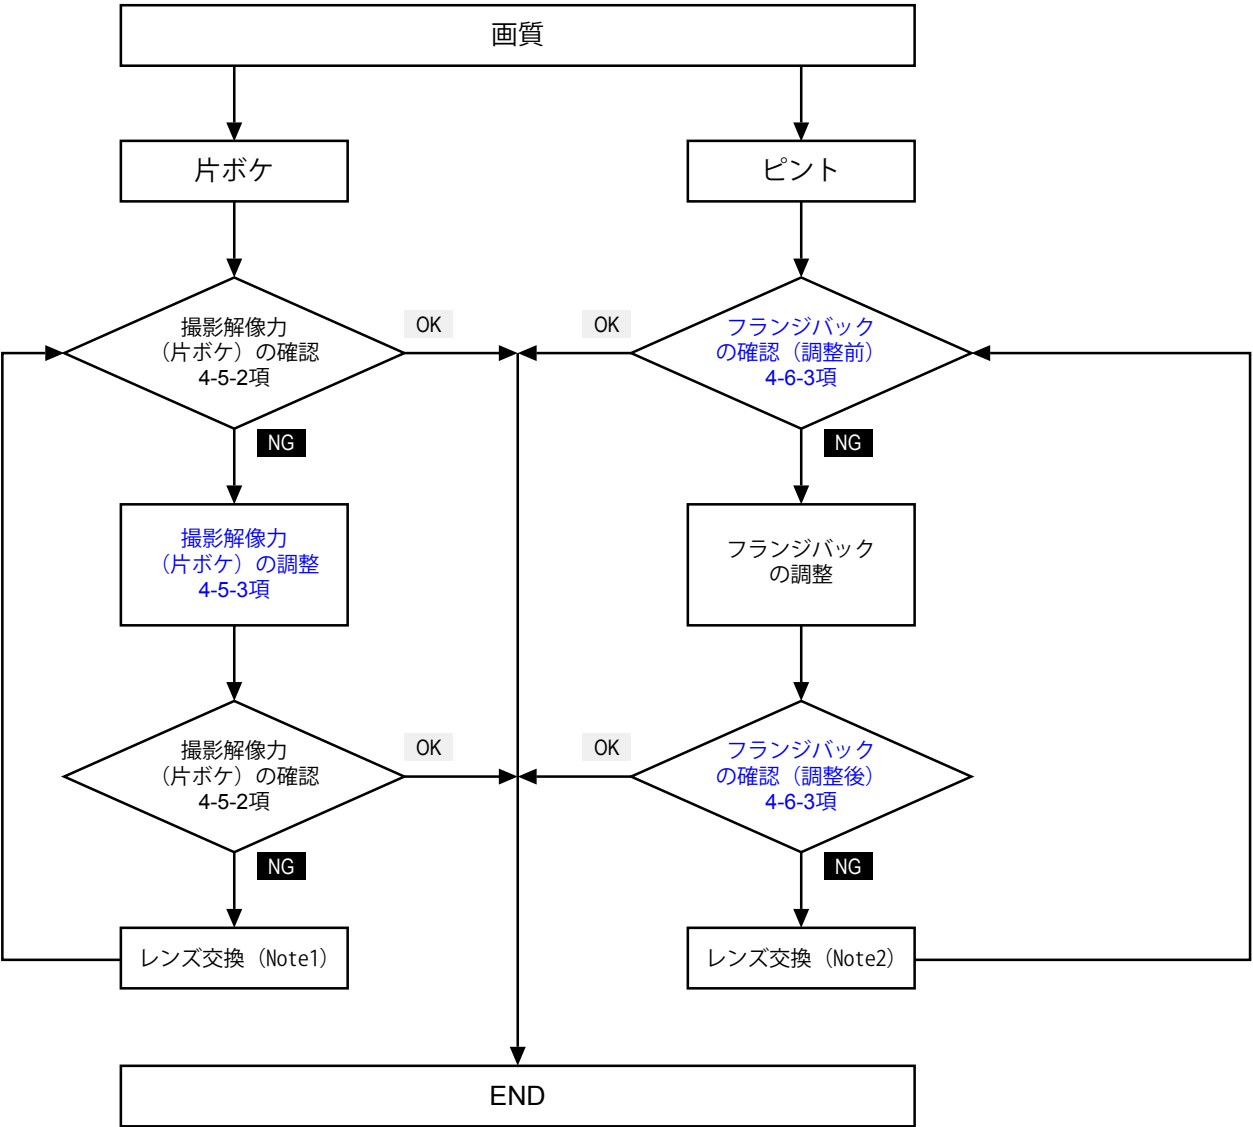 画質
片ボケ
ピント
撮影解像力
（片ボケ）の確認
4-5-2項
OK
OK
フランジバック
の確認（調整前）
4-6-3項
NG
NG
撮影解像力
（片ボケ）の調整
4-5-3項
フランジバック
の調整
撮影解像力
（片ボケ）の確認
4-5-2項
OK
OK
フランジバック
の確認（調整後）
4-6-3項
NG
NG
レンズ交換（Note1）
レンズ交換（Note2）
END